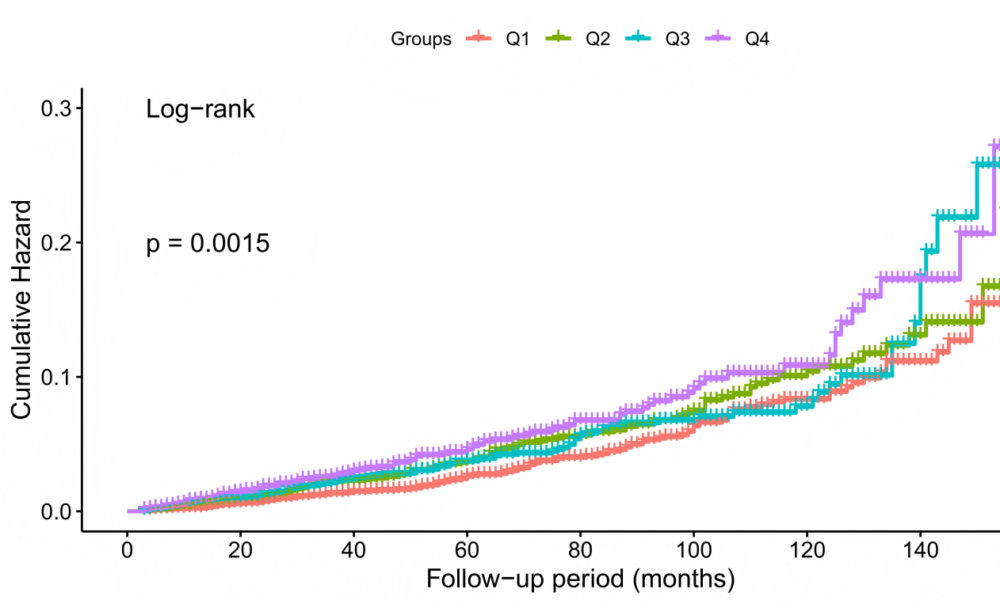 Groups Q1 Q2 Q3 Q4
Log−rank
p = 0.0015
Cumulative Hazard
0.3
0.2
0.1
0.0
0 20 40 60 80 100 120 140
Follow−up period (months)